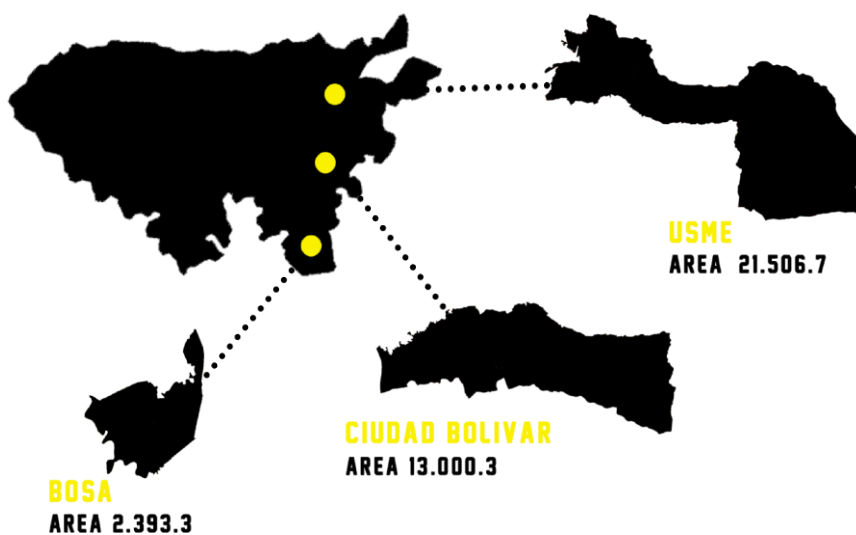 USME
AREA 21.506.7
CIUDAD BOLIVAR
AREA 13.000.3
BOSA
AREA 2.393.3